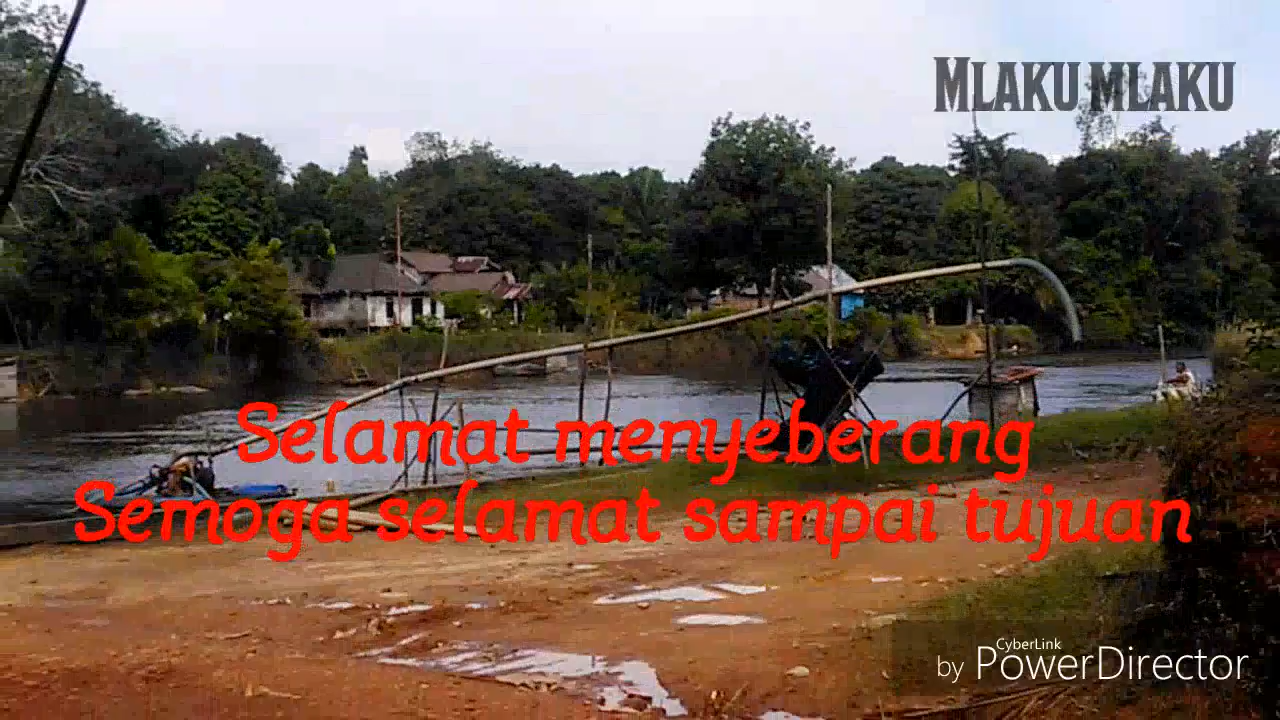 MLAKU MLAKU
Selamat menyeberang
Semoga selamat sampai tujuan
CyberLink
by PowerDirector